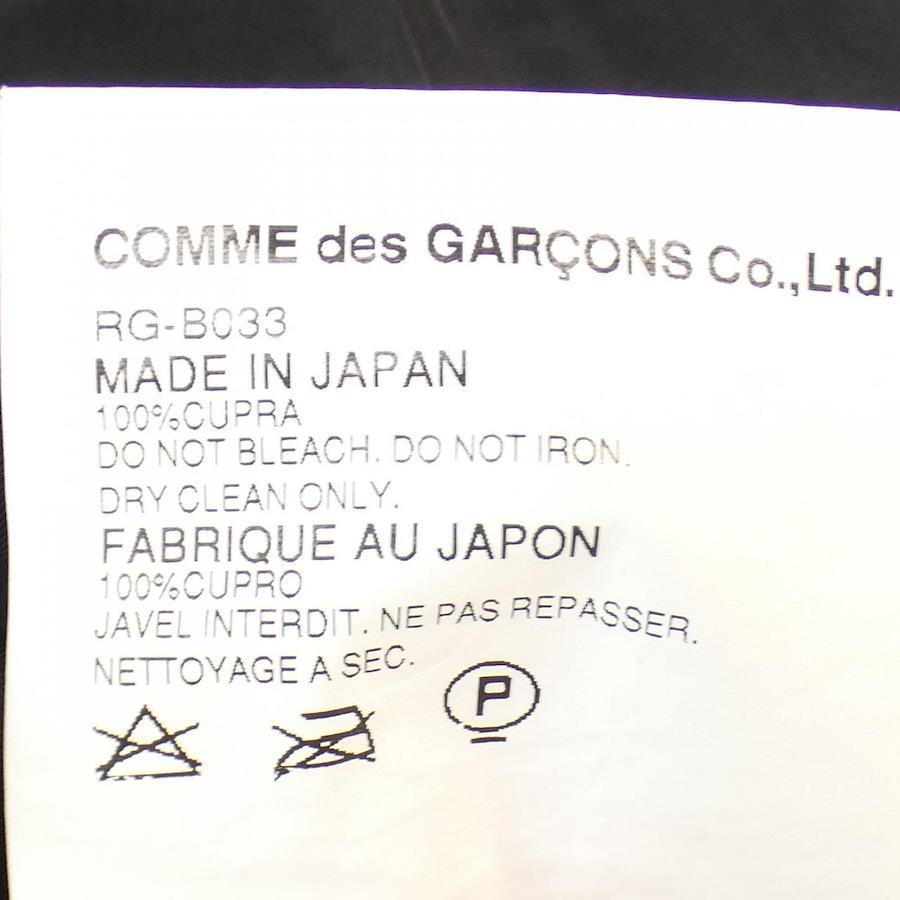 COMME des GARÇONS Co.,Ltd.
RG-B033
MADE IN JAPAN
100%CUPRA
DO NOT BLEACH. DO NOT IRON.
DRY CLEAN ONLY.
FABRIQUE AU JAPON
100%CUPRO
JAVEL INTERDIT. NE PAS REPASSER.
NETTOYAGE A SEC.
P